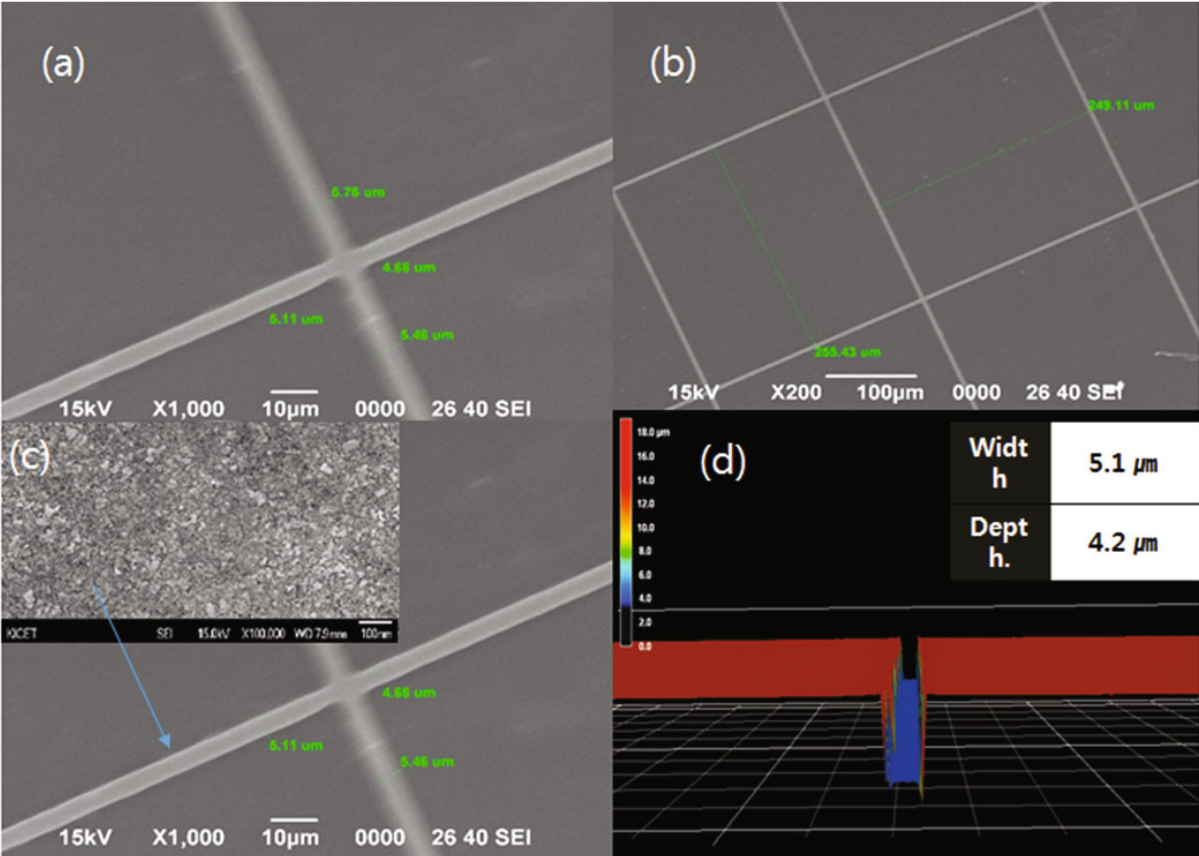 (a)
5.76 um
4.66 um
5.11 um
5.46 um
15kV X1,000 10μm 0000 26 40 SEI
(b)
249.11 um
255.43 um
15kV X200 100μm 0000 26 40 SEI
(c)
KICET SEI 15.0kV X100,000 WD 7.9mm 100nm
4.66 um
5.11 um
5.46 um
15kV X1,000 10μm 0000 26 40 SEI
(d)
18.0 μm
16.0
14.0
12.0
10.0
8.0
6.0
4.0
2.0
0.0
Widt
h
5.1 ㎛
Dept
h.
4.2 ㎛